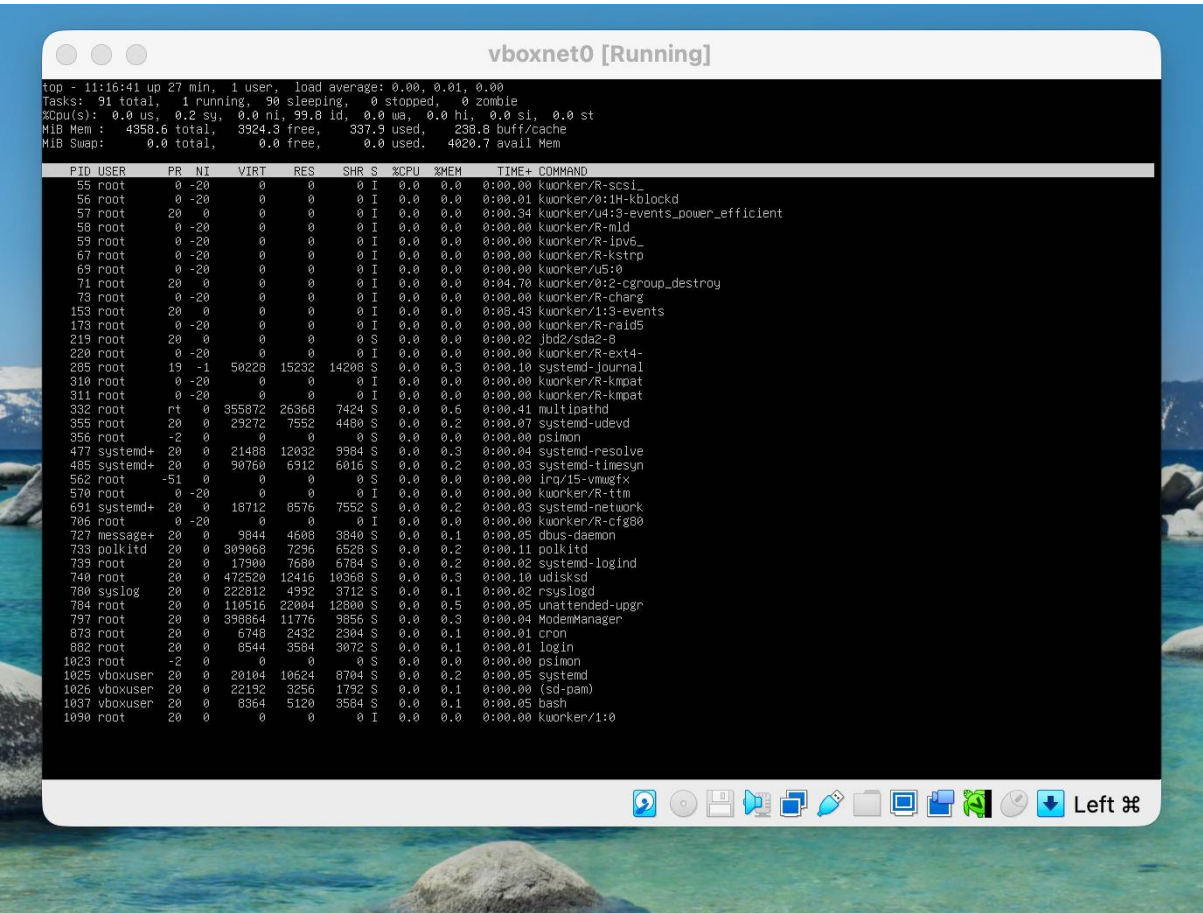 vboxnet0 [Running]
top - 11:16:41 up 27 min,  1 user,  load average: 0.00, 0.01, 0.00
Tasks:  91 total,   1 running,  90 sleeping,   0 stopped,   0 zombie
%Cpu(s):  0.0 us,  0.2 sy,  0.0 ni, 99.8 id,  0.0 wa,  0.0 hi,  0.0 si,  0.0 st
MiB Mem :   4358.6 total,   3924.3 free,    337.9 used,    238.8 buff/cache
MiB Swap:      0.0 total,      0.0 free,      0.0 used.   4020.7 avail Mem
PID USER PR NI VIRT RES SHR S %CPU %MEM TIME+ COMMAND
55 root 0 -20 0 0 0 I 0.0 0.0 0:00.00 kworker/R-scsi_
56 root 0 -20 0 0 0 I 0.0 0.0 0:00.01 kworker/0:1H-kblockd
57 root 20 0 0 0 0 I 0.0 0.0 0:00.34 kworker/u4:3-events_power_efficient
58 root 0 -20 0 0 0 I 0.0 0.0 0:00.00 kworker/R-mld
59 root 0 -20 0 0 0 I 0.0 0.0 0:00.00 kworker/R-ipv6_
67 root 0 -20 0 0 0 I 0.0 0.0 0:00.00 kworker/R-kstrp
69 root 0 -20 0 0 0 I 0.0 0.0 0:00.00 kworker/u5:0
71 root 20 0 0 0 0 I 0.0 0.0 0:04.70 kworker/0:2-cgroup_destroy
73 root 0 -20 0 0 0 I 0.0 0.0 0:00.00 kworker/R-charg
153 root 20 0 0 0 0 I 0.0 0.0 0:08.43 kworker/1:3-events
173 root 0 -20 0 0 0 I 0.0 0.0 0:00.00 kworker/R-raid5
219 root 20 0 0 0 0 S 0.0 0.0 0:00.02 jbd2/sda2-8
220 root 0 -20 0 0 0 I 0.0 0.0 0:00.00 kworker/R-ext4-
285 root 19 -1 50228 15232 14208 S 0.0 0.3 0:00.10 systemd-journal
310 root 0 -20 0 0 0 I 0.0 0.0 0:00.00 kworker/R-kmpat
311 root 0 -20 0 0 0 I 0.0 0.0 0:00.00 kworker/R-kmpat
332 root rt 0 355872 26368 7424 S 0.0 0.6 0:00.41 multipathd
355 root 20 0 29272 7552 4480 S 0.0 0.2 0:00.07 systemd-udevd
356 root -2 0 0 0 0 S 0.0 0.0 0:00.00 psimon
477 systemd+ 20 0 21488 12032 9984 S 0.0 0.3 0:00.04 systemd-resolve
485 systemd+ 20 0 90760 6912 6016 S 0.0 0.2 0:00.03 systemd-timesyn
562 root -51 0 0 0 0 S 0.0 0.0 0:00.00 irq/15-vmwgfx
570 root 0 -20 0 0 0 I 0.0 0.0 0:00.00 kworker/R-ttm
691 systemd+ 20 0 18712 8576 7552 S 0.0 0.2 0:00.03 systemd-network
706 root 0 -20 0 0 0 I 0.0 0.0 0:00.00 kworker/R-cfg80
727 message+ 20 0 9844 4608 3840 S 0.0 0.1 0:00.05 dbus-daemon
733 polkitd 20 0 309068 7296 6528 S 0.0 0.2 0:00.11 polkitd
739 root 20 0 17900 7680 6784 S 0.0 0.2 0:00.02 systemd-logind
740 root 20 0 472520 12416 10368 S 0.0 0.3 0:00.10 udisksd
780 syslog 20 0 222812 4992 3712 S 0.0 0.1 0:00.02 rsyslogd
784 root 20 0 110516 22004 12800 S 0.0 0.5 0:00.05 unattended-upgr
797 root 20 0 398864 11776 9856 S 0.0 0.3 0:00.04 ModemManager
873 root 20 0 6748 2432 2304 S 0.0 0.1 0:00.01 cron
882 root 20 0 8544 3584 3072 S 0.0 0.1 0:00.01 login
1023 root -2 0 0 0 0 S 0.0 0.0 0:00.00 psimon
1025 vboxuser 20 0 20104 10624 8704 S 0.0 0.2 0:00.05 systemd
1026 vboxuser 20 0 22192 3256 1792 S 0.0 0.1 0:00.00 (sd-pam)
1037 vboxuser 20 0 8364 5120 3584 S 0.0 0.1 0:00.05 bash
1090 root 20 0 0 0 0 I 0.0 0.0 0:00.00 kworker/1:0
Left ⌘